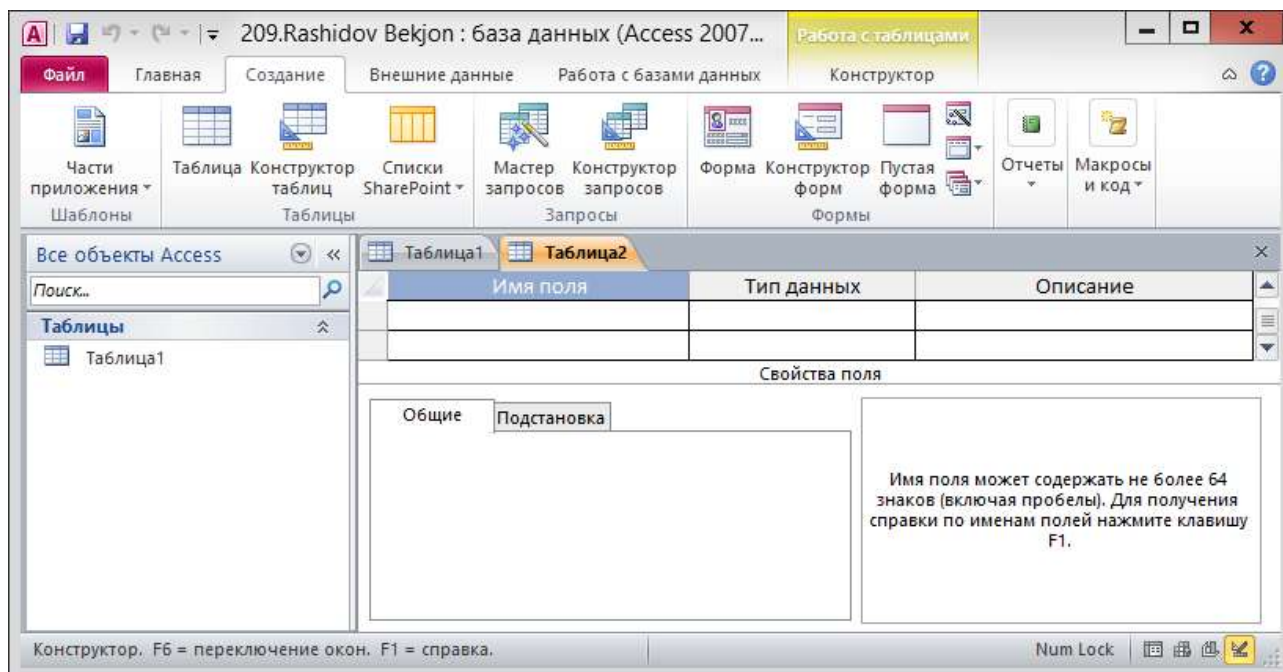 209.Rashidov Bekjon : база данных (Access 2007...
Работа с таблицами
Файл
Главная
Создание
Внешние данные
Работа с базами данных
Конструктор
Части
приложения
Таблица
Конструктор
таблиц
Списки
SharePoint
Мастер
запросов
Конструктор
запросов
Форма
Конструктор
форм
Пустая
форма
Отчеты
Макросы
и код
Шаблоны
Таблицы
Запросы
Формы
Все объекты Access
Таблица1
Таблица2
Поиск...
Имя поля
Тип данных
Описание
Таблицы
Таблица1
Свойства поля
Общие
Подстановка
Имя поля может содержать не более 64
знаков (включая пробелы). Для получения
справки по именам полей нажмите клавишу
F1.
Конструктор. F6 = переключение окон. F1 = справка.
Num Lock